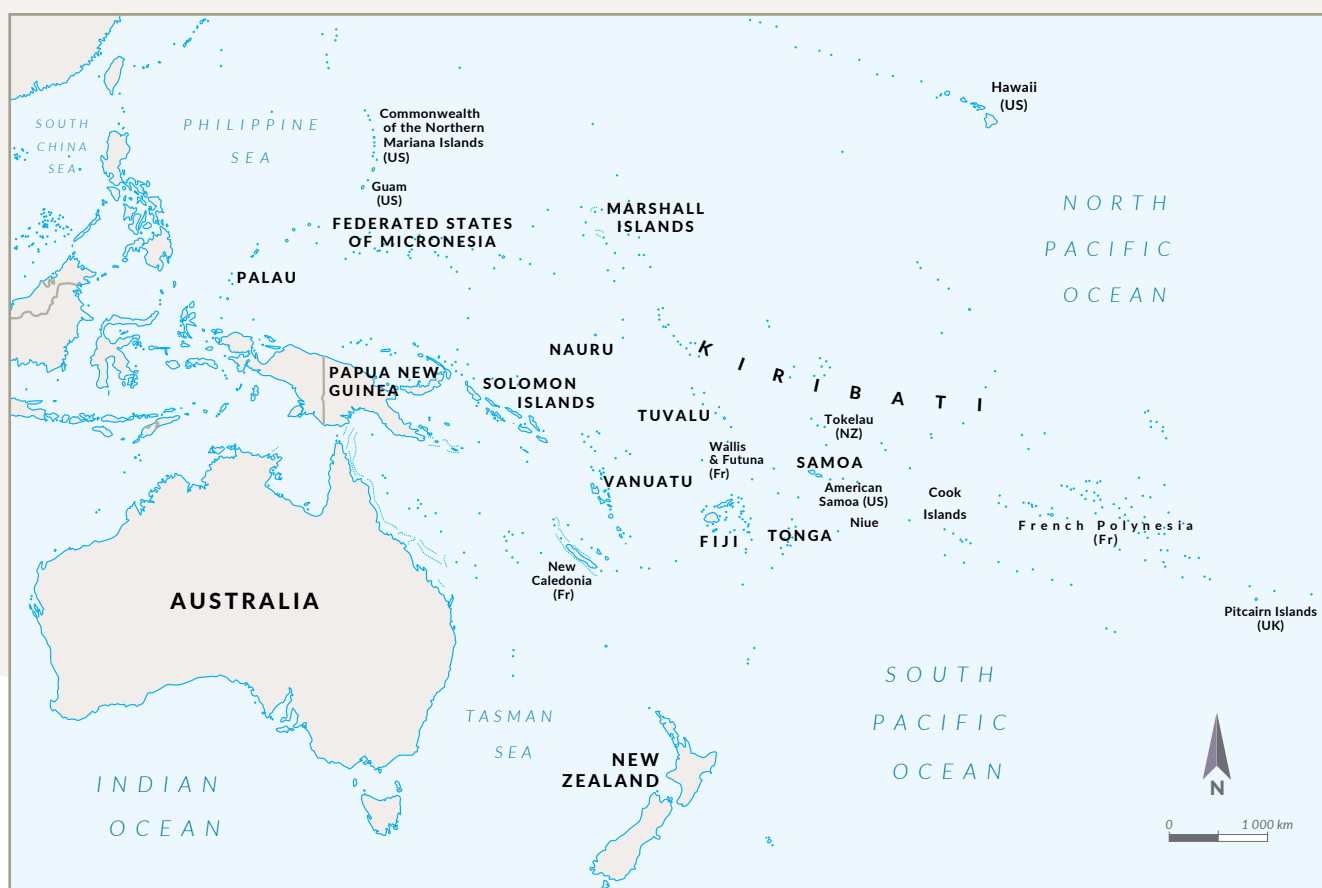 Hawaii
(US)
SOUTH
CHINA
SEA
PHILIPPINE
SEA
Commonwealth
of the Northern
Mariana Islands
(US)
Guam
(US)
FEDERATED STATES
OF MICRONESIA
MARSHALL
ISLANDS
NORTH
PACIFIC
OCEAN
PALAU
NAURU
KIRIBATI
PAPUA NEW
GUINEA
SOLOMON
ISLANDS
TUVALU
Tokelau
(NZ)
Wallis
& Futuna
(Fr)
SAMOA
American
Samoa (US)
Cook
Islands
VANUATU
Niue
FIJI
TONGA
French Polynesia
(Fr)
New
Caledonia
(Fr)
AUSTRALIA
Pitcairn Islands
(UK)
SOUTH
PACIFIC
OCEAN
TASMAN
SEA
NEW
ZEALAND
INDIAN
OCEAN
N
0 1 000 km